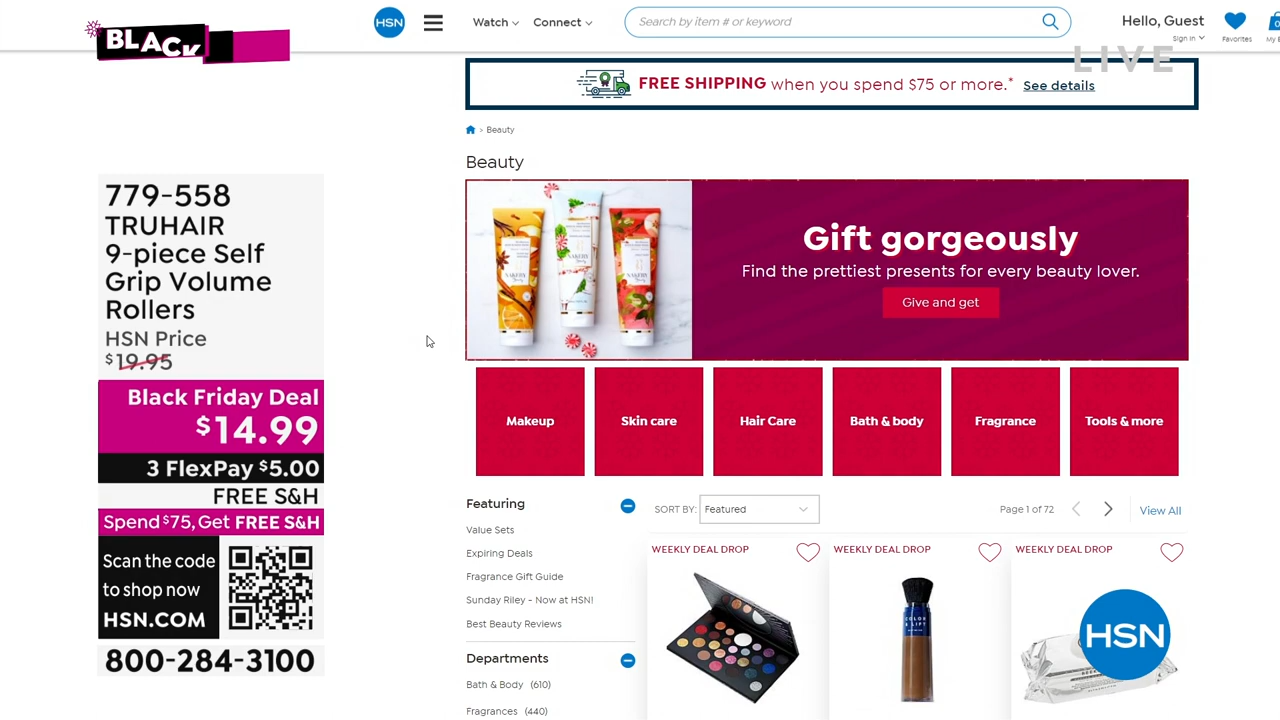 BLACK
HSN
Watch
Connect
Search by item # or keyword
Hello, Guest
Sign In
Favorites
LIVE
FREE SHIPPING when you spend $75 or more.* See details
> Beauty
Beauty
779-558
TRUHAIR
9-piece Self
Grip Volume
Rollers
HSN Price
$19.95
Black Friday Deal
$14.99
3 FlexPay $5.00
FREE S&H
Spend $75, Get FREE S&H
Scan the code
to shop now
HSN.COM
800-284-3100
NAKERY
NAKERY
NAKERY
Gift gorgeously
Find the prettiest presents for every beauty lover.
Give and get
Makeup
Skin care
Hair Care
Bath & body
Fragrance
Tools & more
Featuring
Value Sets
Expiring Deals
Fragrance Gift Guide
Sunday Riley - Now at HSN!
Best Beauty Reviews
Departments
Bath & Body (610)
Fragrances (440)
SORT BY: Featured
Page 1 of 72
View All
WEEKLY DEAL DROP
WEEKLY DEAL DROP
WEEKLY DEAL DROP
COLOR
& LIFT
HSN